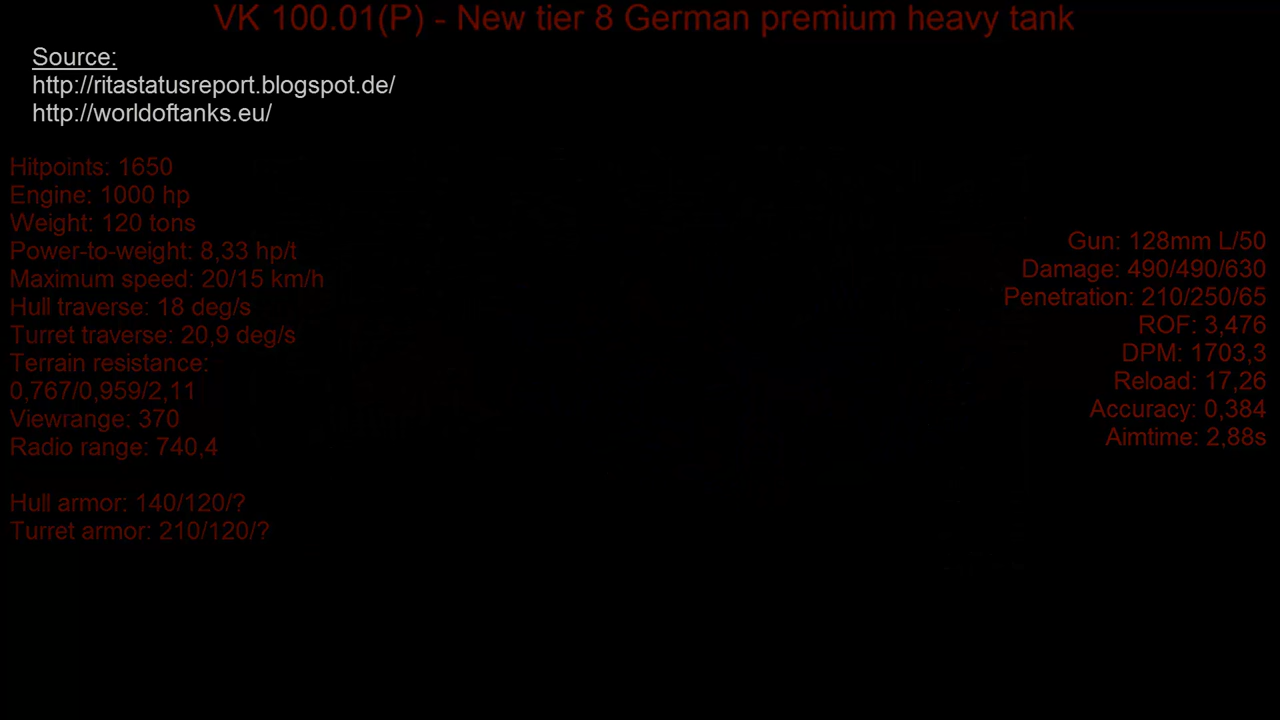 VK 100.01(P) - New tier 8 German premium heavy tank
Source:
http://ritastatusreport.blogspot.de/
http://worldoftanks.eu/
Hitpoints: 1650
Engine: 1000 hp
Weight: 120 tons
Power-to-weight: 8,33 hp/t
Maximum speed: 20/15 km/h
Hull traverse: 18 deg/s
Turret traverse: 20,9 deg/s
Terrain resistance:
0,767/0,959/2,11
Viewrange: 370
Radio range: 740,4
Hull armor: 140/120/?
Turret armor: 210/120/?
Gun: 128mm L/50
Damage: 490/490/630
Penetration: 210/250/65
ROF: 3,476
DPM: 1703,3
Reload: 17,26
Accuracy: 0,384
Aimtime: 2,88s